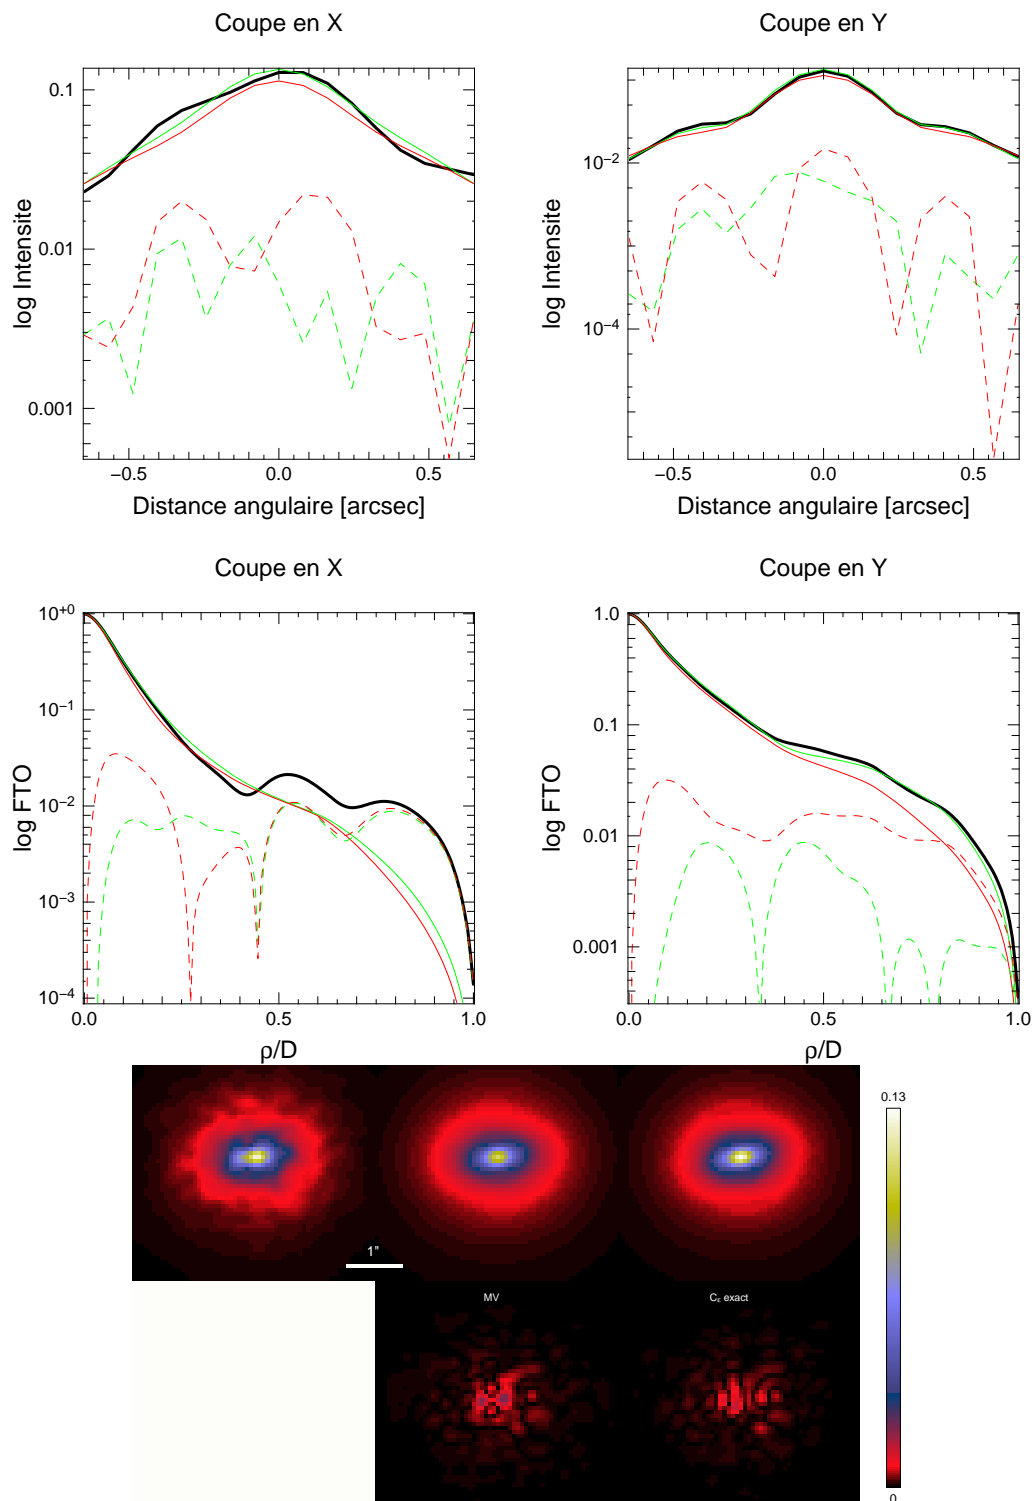 Coupe en X
Coupe en Y
log Intensite
0.1
0.01
0.001
−0.5
0.0
0.5
Distance angulaire [arcsec]
log Intensite
10−2
10−4
−0.5
0.0
0.5
Distance angulaire [arcsec]
Coupe en X
Coupe en Y
log FTO
10+0
10−1
10−2
10−3
10−4
0.0
0.5
1.0
ρ/D
log FTO
1.0
0.1
0.01
0.001
0.0
0.5
1.0
ρ/D
0.13
1"
MV
Cε exact
0